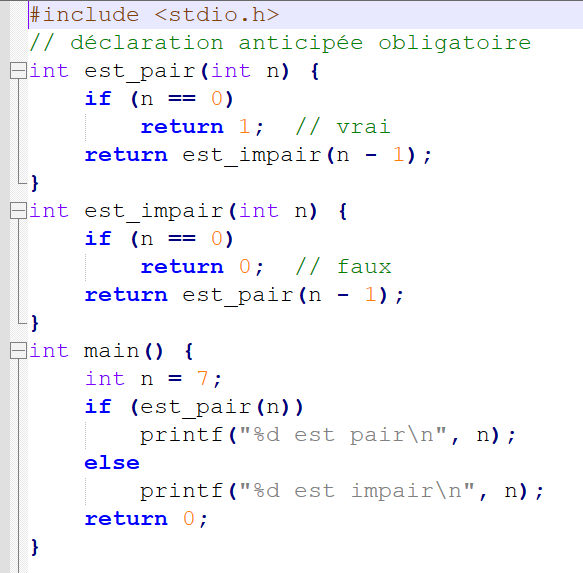 #include <stdio.h>
// déclaration anticipée obligatoire
int est_pair(int n) {
    if (n == 0)
        return 1;  // vrai
    return est_impair(n - 1);
}
int est_impair(int n) {
    if (n == 0)
        return 0;  // faux
    return est_pair(n - 1);
}
int main() {
    int n = 7;
    if (est_pair(n))
        printf("%d est pair\n", n);
    else
        printf("%d est impair\n", n);
    return 0;
}